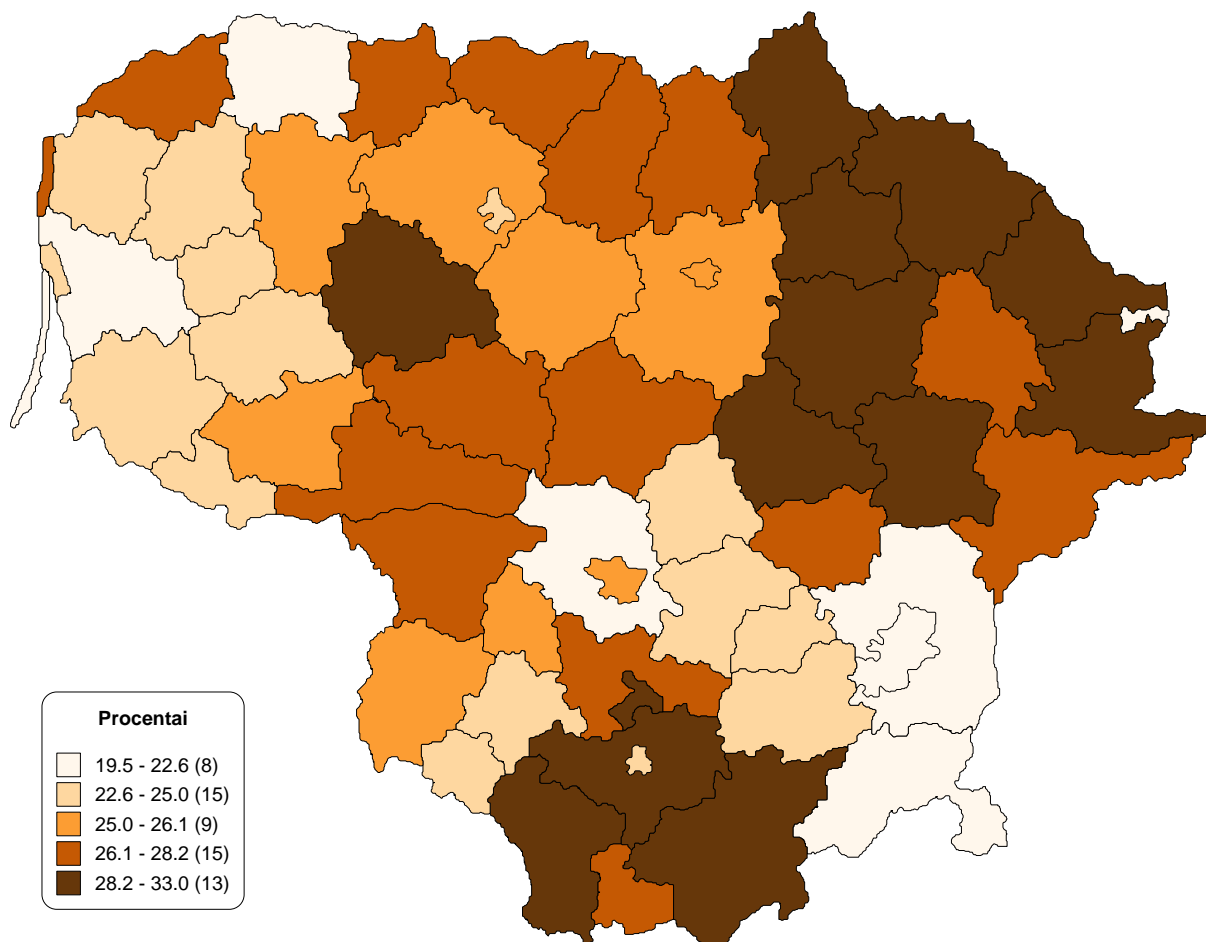 Procentai
19.5 - 22.6 (8)
22.6 - 25.0 (15)
25.0 - 26.1 (9)
26.1 - 28.2 (15)
28.2 - 33.0 (13)